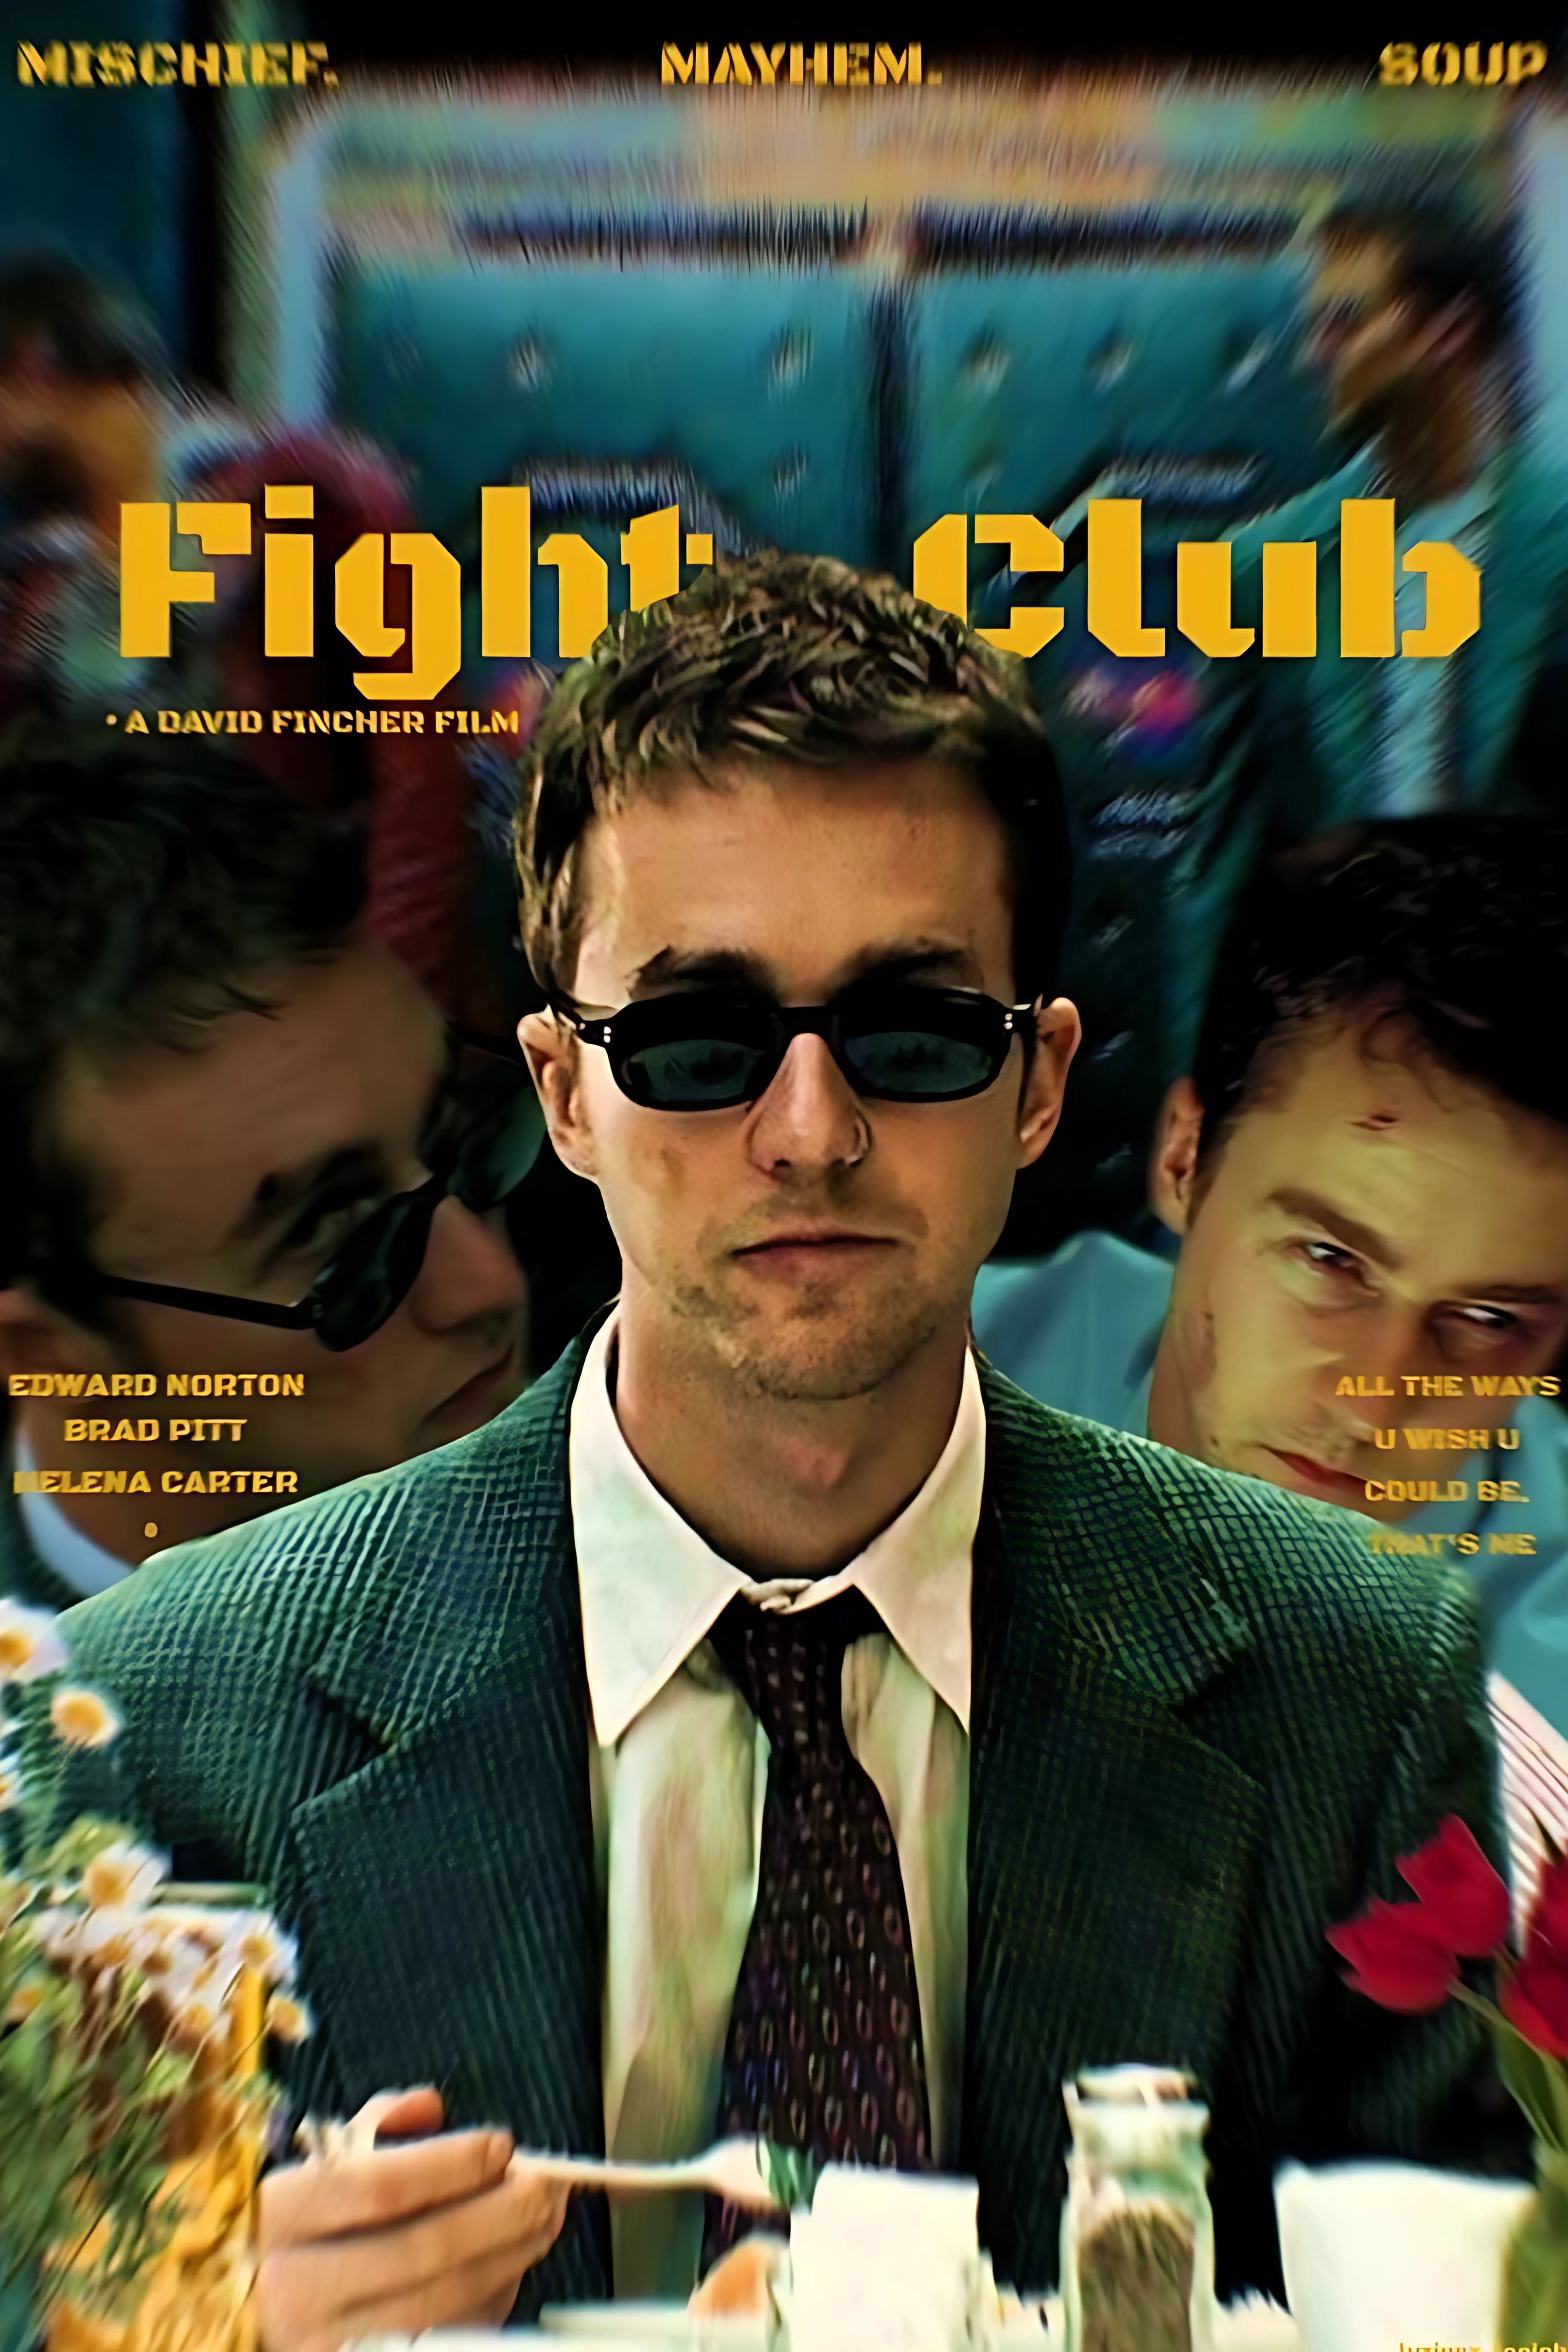 MISCHIEF. MAYHEM. SOUP
Fight Club
• A DAVID FINCHER FILM
EDWARD NORTON
BRAD PITT
HELENA CARTER
ALL THE WAYS
U WISH U
COULD BE.
THAT'S ME